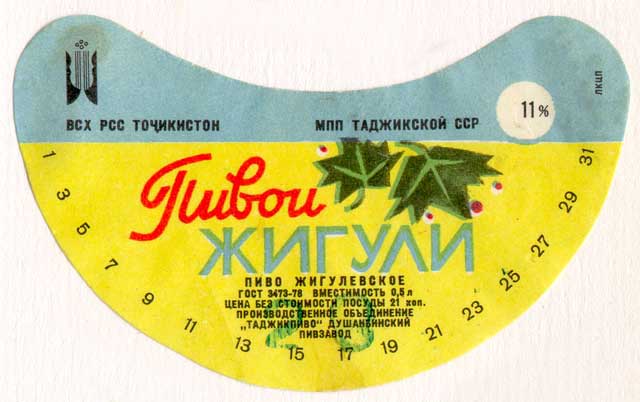 ВСХ РСС ТОҶИКИСТОН
МПП ТАДЖИКСКОЙ ССР
11%
ЛКЦП
Пивои
ЖИГУЛИ
ПИВО ЖИГУЛЕВСКОЕ
ГОСТ 3473-78 ВМЕСТИМОСТЬ 0,5 л
ЦЕНА БЕЗ СТОИМОСТИ ПОСУДЫ 21 коп.
ПРОИЗВОДСТВЕННОЕ ОБЪЕДИНЕНИЕ
„ТАДЖИКПИВО" ДУШАНБИНСКИЙ
ПИВЗАВОД
1 3 5 7 9 11 13 15 17 19 21 23 25 27 29 31